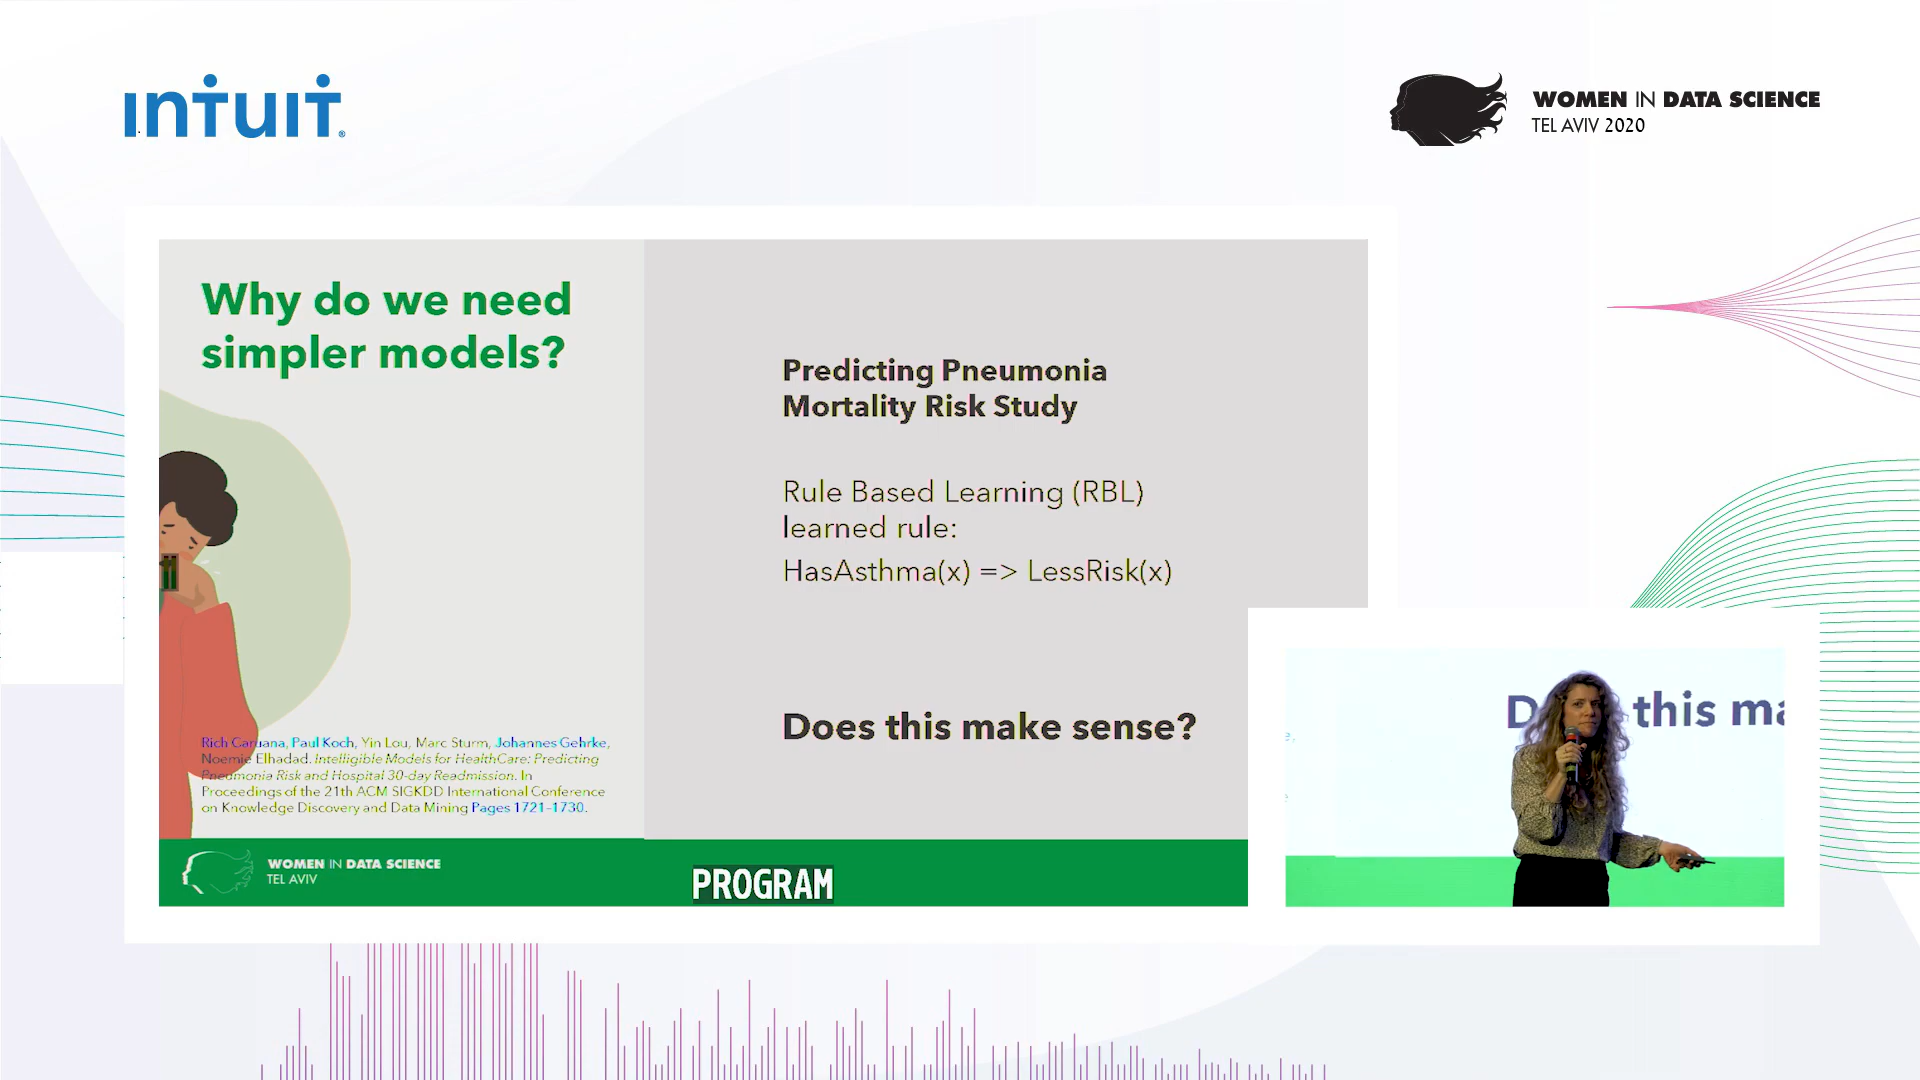 INTUIT
WOMEN IN DATA SCIENCE
TEL AVIV 2020
Why do we need
simpler models?
Rich Caruana, Paul Koch, Yin Lou, Marc Sturm, Johannes Gehrke,
Noemie Elhadad. Intelligible Models for HealthCare: Predicting
Pneumonia Risk and Hospital 30-day Readmission. In
Proceedings of the 21th ACM SIGKDD International Conference
on Knowledge Discovery and Data Mining Pages 1721-1730.
Predicting Pneumonia
Mortality Risk Study
Rule Based Learning (RBL)
learned rule:
HasAsthma(x) => LessRisk(x)
Does this make sense?
WOMEN IN DATA SCIENCE
TEL AVIV
PROGRAM
D this ma